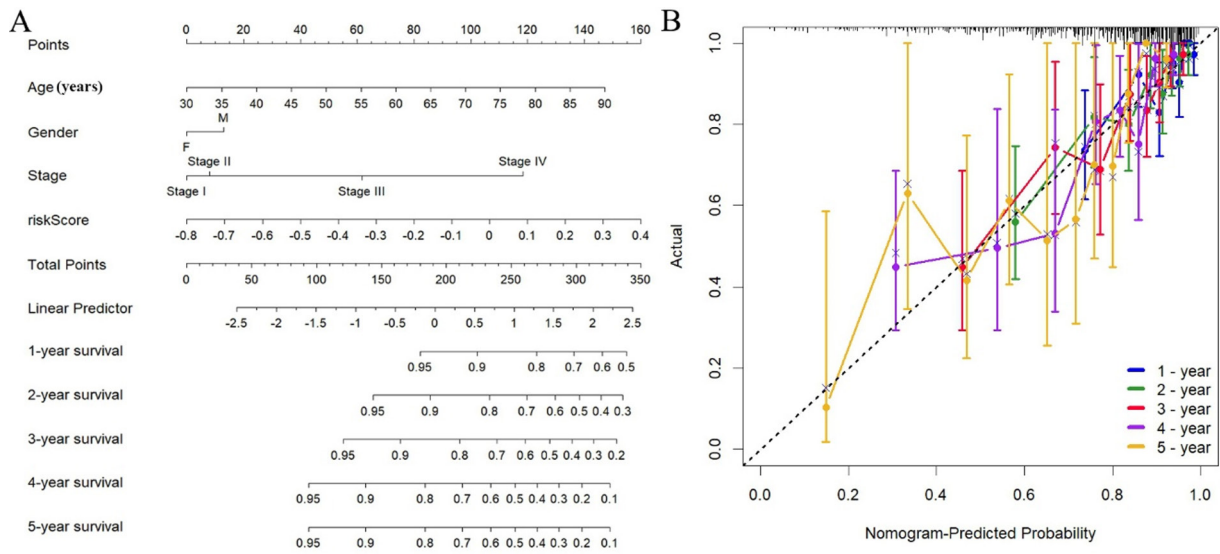 A
Points
0 20 40 60 80 100 120 140 160
Age(years)
30 35 40 45 50 55 60 65 70 75 80 85 90
M
Gender
F
Stage II Stage IV
Stage
Stage I Stage III
riskScore
-0.8 -0.7 -0.6 -0.5 -0.4 -0.3 -0.2 -0.1 0 0.1 0.2 0.3 0.4
Total Points
0 50 100 150 200 250 300 350
Linear Predictor
-2.5 -2 -1.5 -1 -0.5 0 0.5 1 1.5 2 2.5
1-year survival
0.95 0.9 0.8 0.7 0.6 0.5
2-year survival
0.95 0.9 0.8 0.7 0.6 0.5 0.4 0.3
3-year survival
0.95 0.9 0.8 0.7 0.6 0.5 0.4 0.3 0.2
4-year survival
0.95 0.9 0.8 0.7 0.6 0.5 0.4 0.3 0.2 0.1
5-year survival
0.95 0.9 0.8 0.7 0.6 0.5 0.4 0.3 0.2 0.1
B
1.0
0.8
0.6
0.4
0.2
0.0
Actual
1 - year
2 - year
3 - year
4 - year
5 - year
0.0 0.2 0.4 0.6 0.8 1.0
Nomogram-Predicted Probability